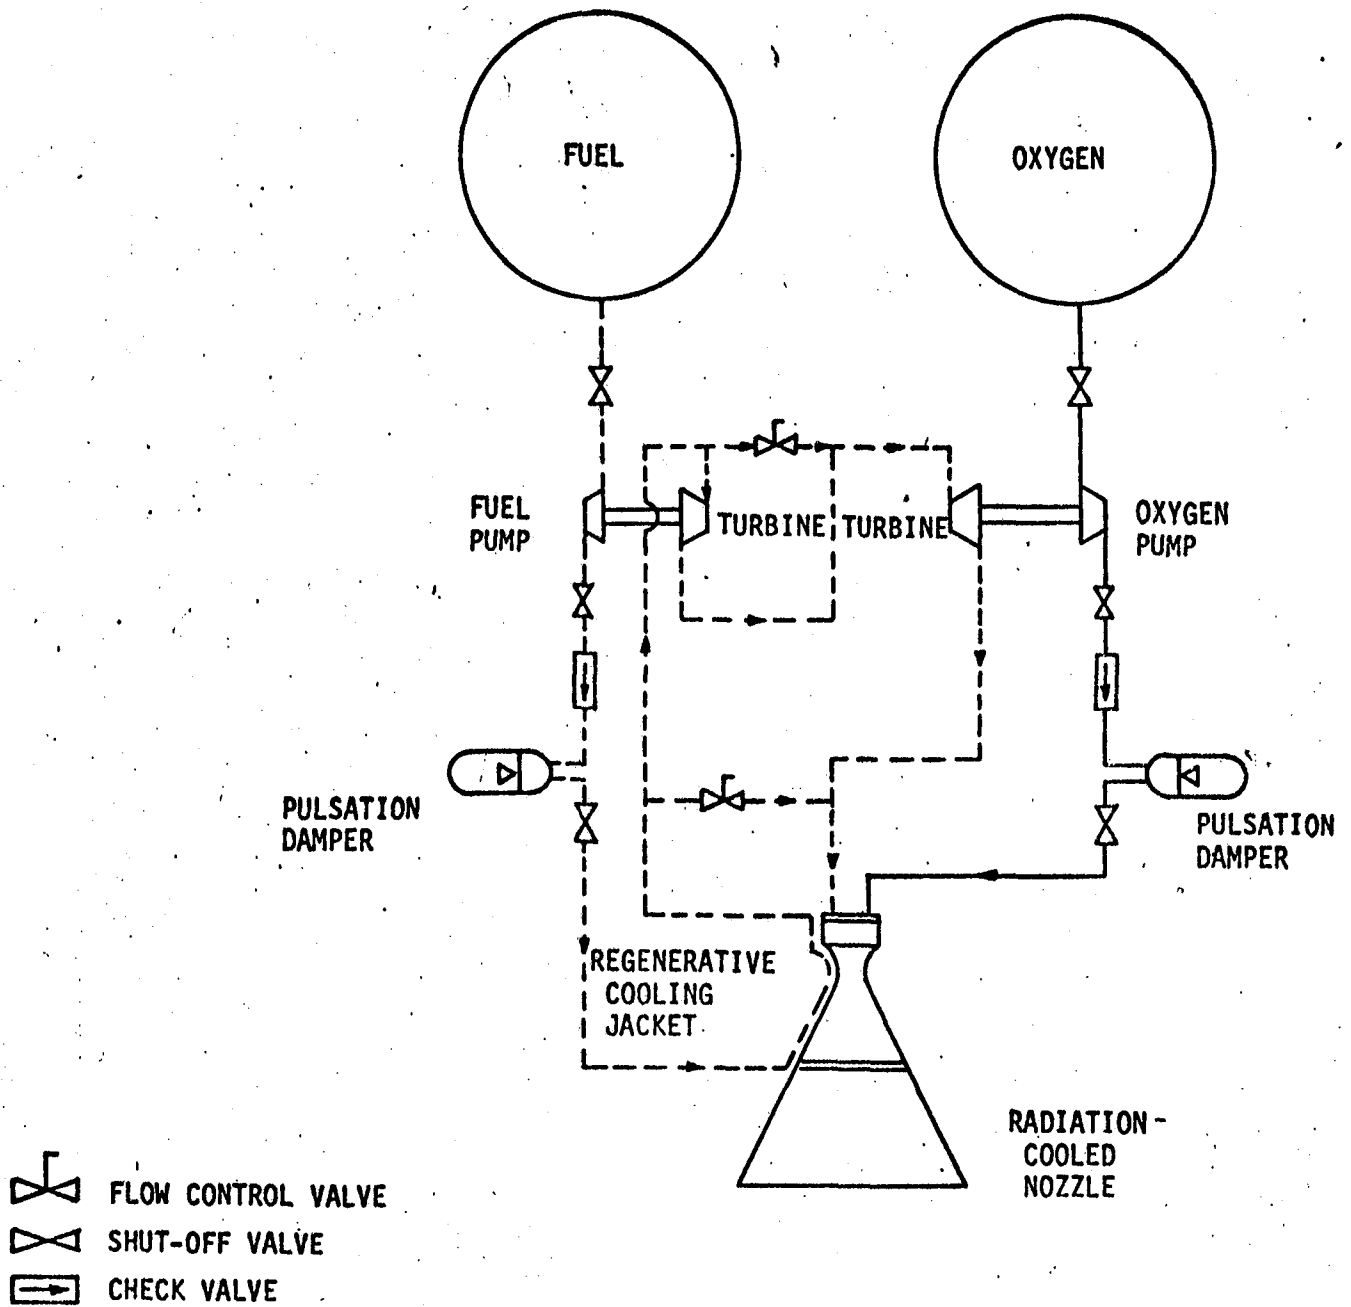 FUEL
OXYGEN
FUEL
PUMP
TURBINE
TURBINE
OXYGEN
PUMP
PULSATION
DAMPER
PULSATION
DAMPER
REGENERATIVE
COOLING
JACKET
RADIATION-
COOLED
NOZZLE
FLOW CONTROL VALVE
SHUT-OFF VALVE
CHECK VALVE